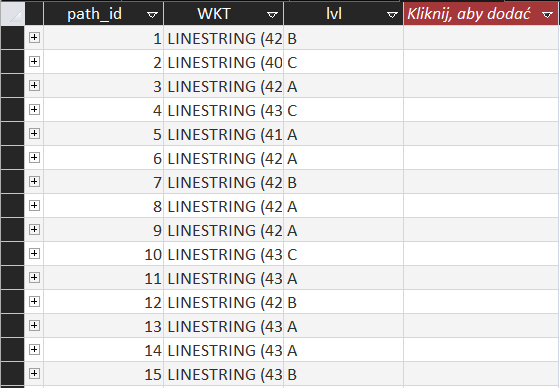 path_id WKT lvl Kliknij, aby dodać
1 LINESTRING (42 B
2 LINESTRING (40 C
3 LINESTRING (42 A
4 LINESTRING (43 C
5 LINESTRING (41 A
6 LINESTRING (42 A
7 LINESTRING (42 B
8 LINESTRING (42 A
9 LINESTRING (42 A
10 LINESTRING (43 C
11 LINESTRING (43 A
12 LINESTRING (42 B
13 LINESTRING (43 A
14 LINESTRING (43 A
15 LINESTRING (43 B